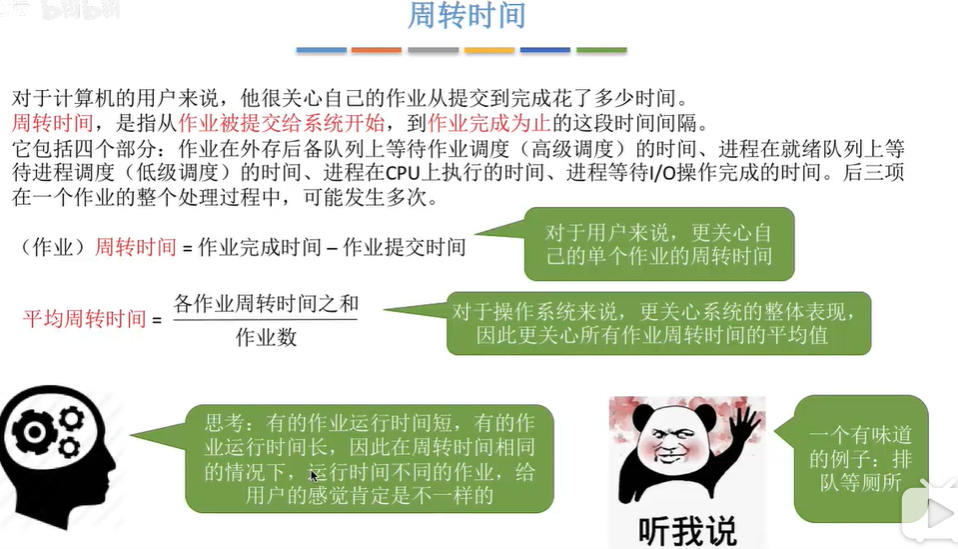 bilibili
周转时间
对于计算机的用户来说，他很关心自己的作业从提交到完成花了多少时间。
周转时间，是指从作业被提交给系统开始，到作业完成为止的这段时间间隔。
它包括四个部分：作业在外存后备队列上等待作业调度（高级调度）的时间、进程在就绪队列上等
待进程调度（低级调度）的时间、进程在CPU上执行的时间、进程等待I/O操作完成的时间。后三项
在一个作业的整个处理过程中，可能发生多次。
（作业）周转时间 = 作业完成时间 – 作业提交时间
对于用户来说，更关心自
己的单个作业的周转时间
平均周转时间 = 各作业周转时间之和
作业数
对于操作系统来说，更关心系统的整体表现，
因此更关心所有作业周转时间的平均值
思考：有的作业运行时间短，有的作
业运行时间长，因此在周转时间相同
的情况下，运行时间不同的作业，给
用户的感觉肯定是不一样的
听我说
一个有味道
的例子：排
队等厕所